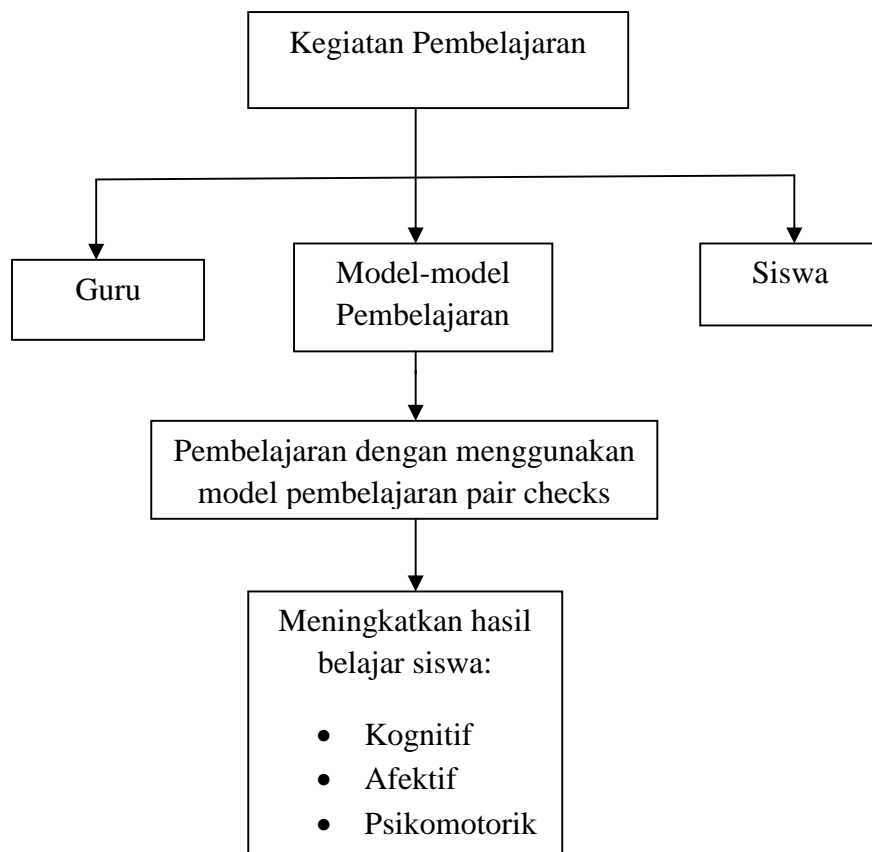 Kegiatan Pembelajaran
Guru
Model-model
Pembelajaran
Siswa
Pembelajaran dengan menggunakan
model pembelajaran pair checks
Meningkatkan hasil
belajar siswa:
• Kognitif
• Afektif
• Psikomotorik